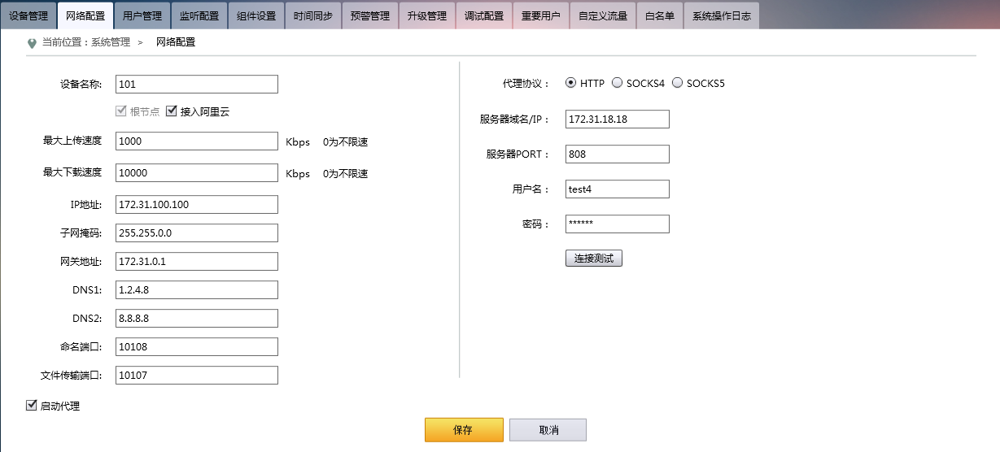 设备管理 网络配置 用户管理 监听配置 组件设置 时间同步 预警管理 升级管理 调试配置 重要用户 自定义流量 白名单 系统操作日志
当前位置：系统管理 > 网络配置
设备名称: 101
根节点 接入阿里云
最大上传速度 1000 Kbps 0为不限速
最大下载速度 10000 Kbps 0为不限速
IP地址: 172.31.100.100
子网掩码: 255.255.0.0
网关地址: 172.31.0.1
DNS1: 1.2.4.8
DNS2: 8.8.8.8
命名端口: 10108
文件传输端口: 10107
启动代理
代理协议： HTTP SOCKS4 SOCKS5
服务器域名/IP： 172.31.18.18
服务器PORT： 808
用户名： test4
密码： ******
连接测试
保存 取消